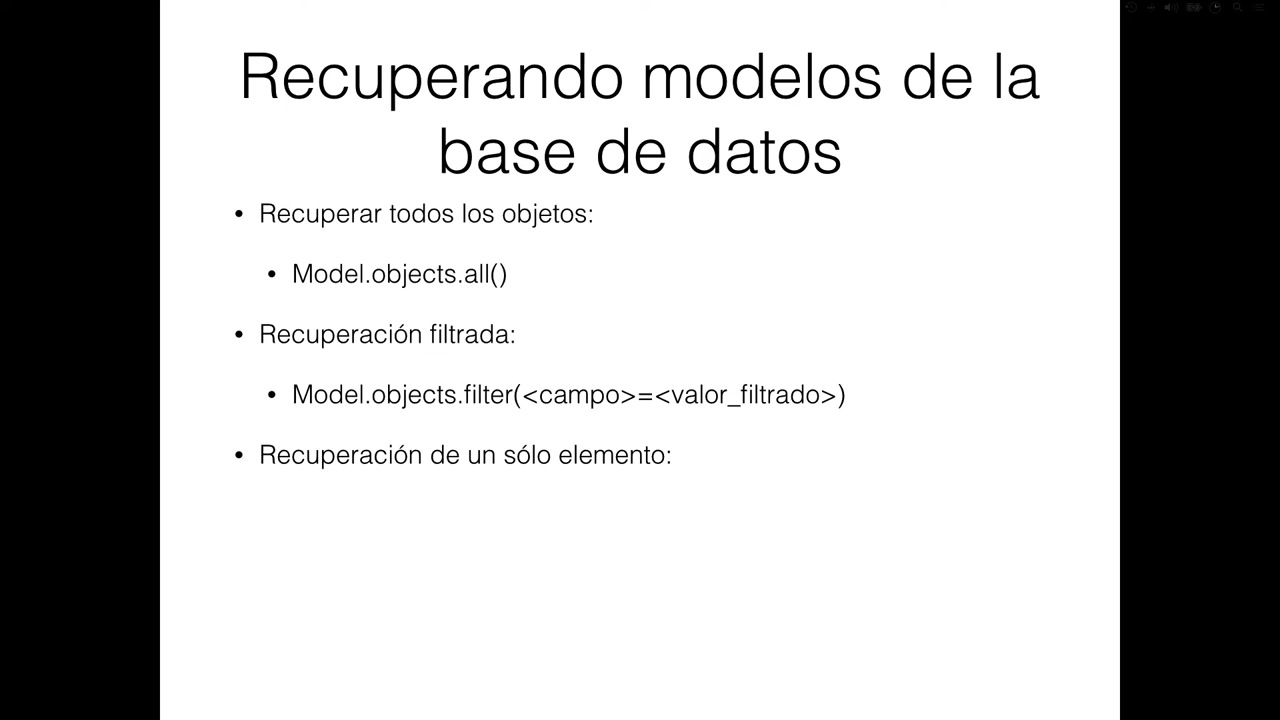 Recuperando modelos de la
base de datos
• Recuperar todos los objetos:
• Model.objects.all()
• Recuperación filtrada:
• Model.objects.filter(<campo>=<valor_filtrado>)
• Recuperación de un sólo elemento: